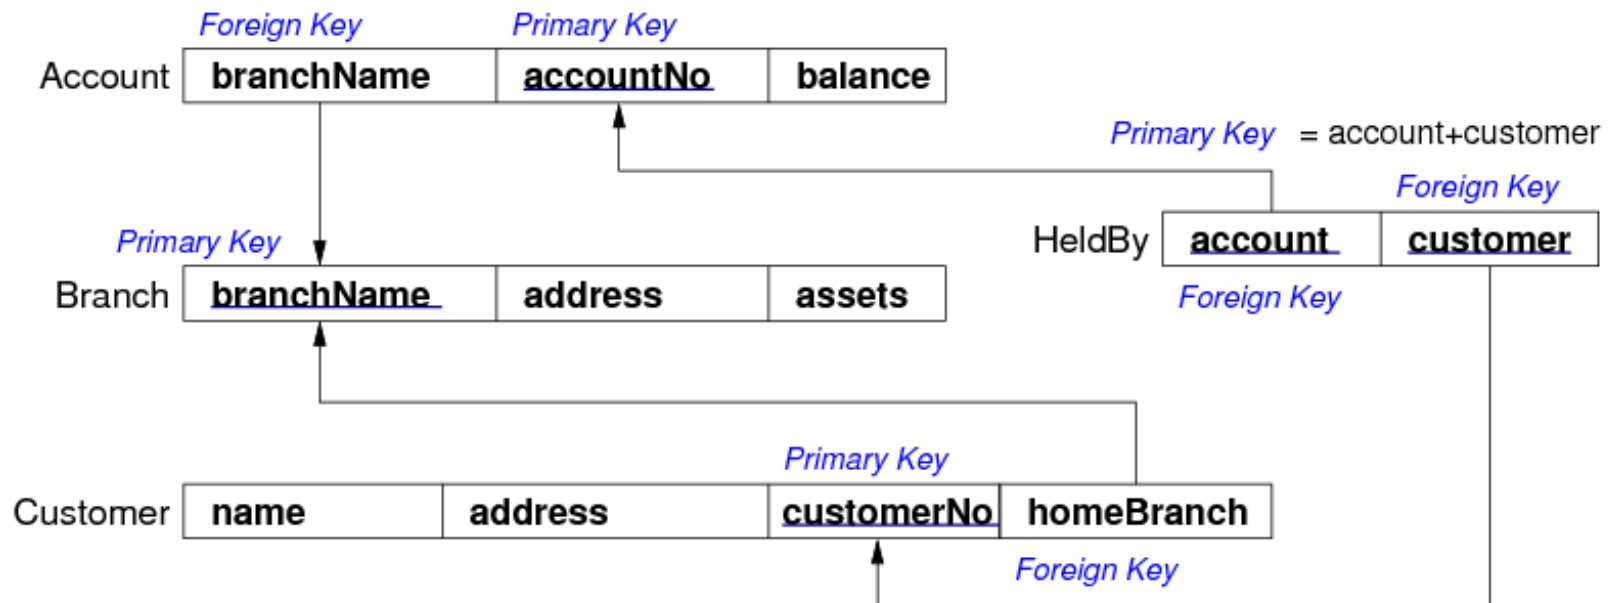 Foreign Key Primary Key
Account branchName accountNo balance
Primary Key = account+customer
Foreign Key
Primary Key
HeldBy account customer
Branch branchName address assets
Foreign Key
Primary Key
Customer name address customerNo homeBranch
Foreign Key